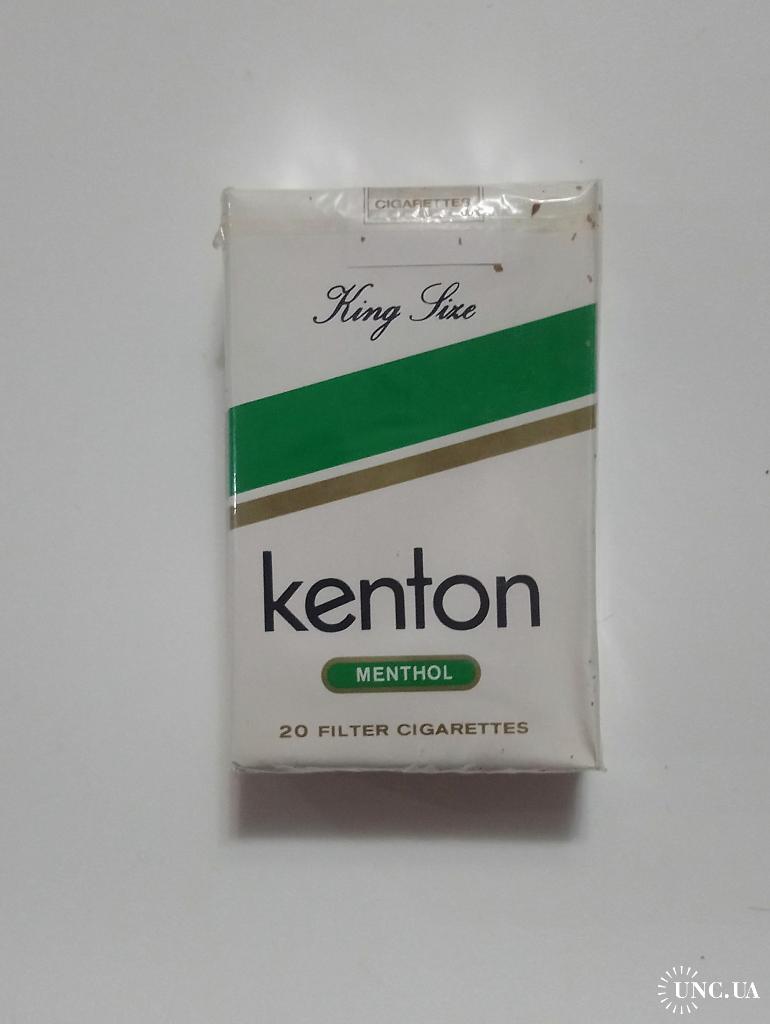 CIGARETTES
King Size
kenton
MENTHOL
20 FILTER CIGARETTES
UNC.UA